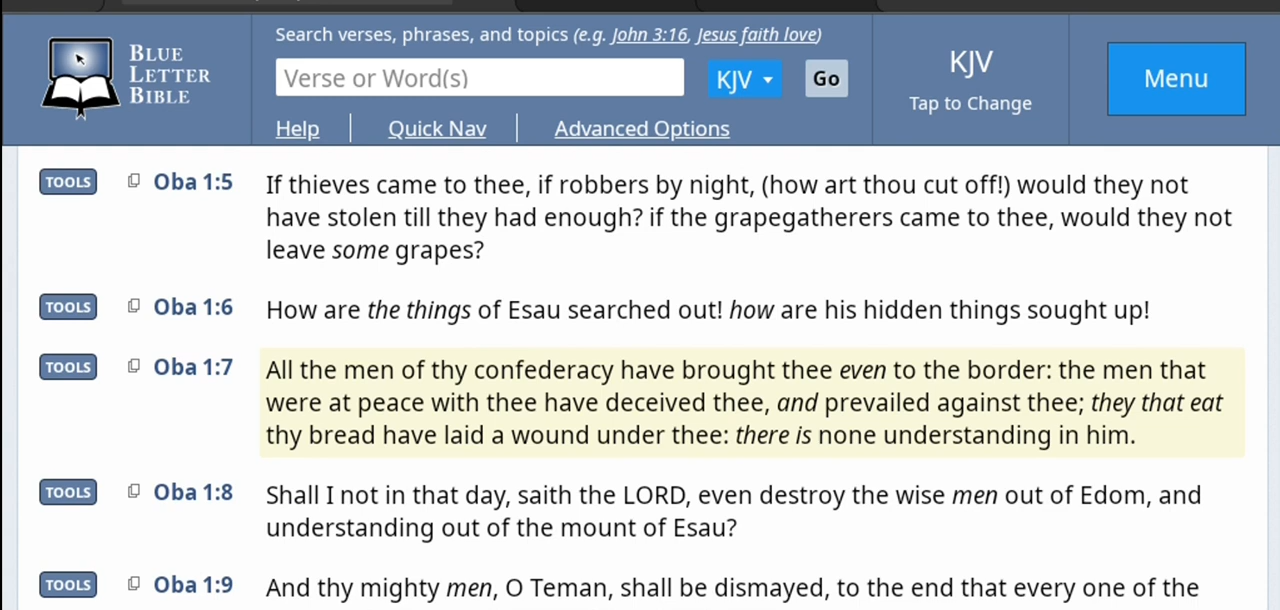 BLUE
LETTER
BIBLE
Search verses, phrases, and topics (e.g. John 3:16, Jesus faith love)
Verse or Word(s)
KJV
Go
Help
Quick Nav
Advanced Options
KJV
Tap to Change
Menu
TOOLS Oba 1:5 If thieves came to thee, if robbers by night, (how art thou cut off!) would they not
have stolen till they had enough? if the grapegatherers came to thee, would they not
leave some grapes?
TOOLS Oba 1:6 How are the things of Esau searched out! how are his hidden things sought up!
TOOLS Oba 1:7 All the men of thy confederacy have brought thee even to the border: the men that
were at peace with thee have deceived thee, and prevailed against thee; they that eat
thy bread have laid a wound under thee: there is none understanding in him.
TOOLS Oba 1:8 Shall I not in that day, saith the LORD, even destroy the wise men out of Edom, and
understanding out of the mount of Esau?
TOOLS Oba 1:9 And thy mighty men, O Teman, shall be dismayed, to the end that every one of the